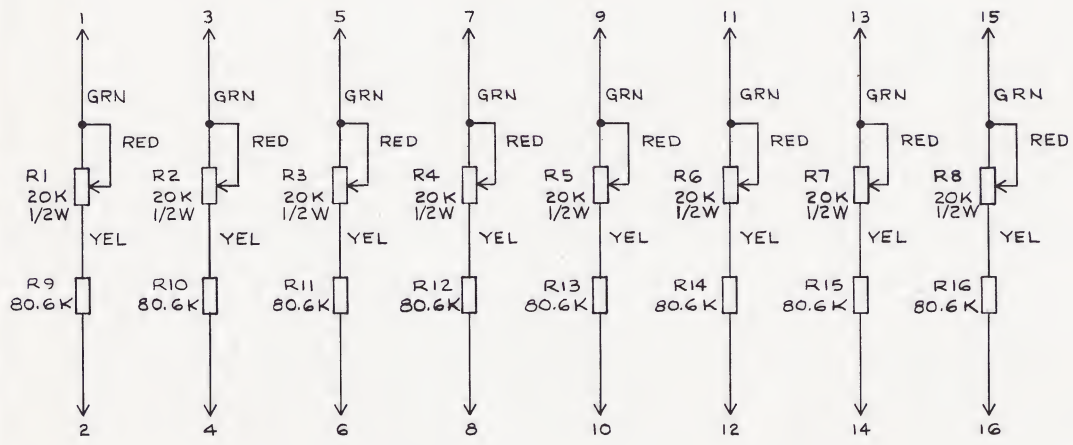 1 3 5 7 9 11 13 15
GRN GRN GRN GRN GRN GRN GRN GRN
RED RED RED RED RED RED RED RED
R1 R2 R3 R4 R5 R6 R7 R8
20K 20K 20K 20K 20K 20K 20K 20K
1/2W 1/2W 1/2W 1/2W 1/2W 1/2W 1/2W 1/2W
YEL YEL YEL YEL YEL YEL YEL YEL
R9 R10 R11 R12 R13 R14 R15 R16
80.6K 80.6K 80.6K 80.6K 80.6K 80.6K 80.6K 80.6K
2 4 6 8 10 12 14 16